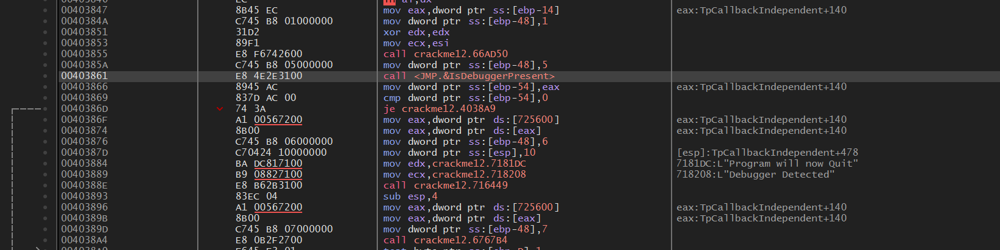 00403847 8B45 EC mov eax,dword ptr ss:[ebp-14] eax:TpCallbackIndependent+140
0040384A C745 B8 01000000 mov dword ptr ss:[ebp-48],1
00403851 31D2 xor edx,edx
00403853 89F1 mov ecx,esi
00403855 E8 F6742600 call crackme12.66AD50
0040385A C745 B8 05000000 mov dword ptr ss:[ebp-48],5
00403861 E8 4E2E3100 call <JMP.&IsDebuggerPresent>
00403866 8945 AC mov dword ptr ss:[ebp-54],eax eax:TpCallbackIndependent+140
00403869 837D AC 00 cmp dword ptr ss:[ebp-54],0
0040386D 74 3A je crackme12.4038A9
0040386F A1 00567200 mov eax,dword ptr ds:[725600] eax:TpCallbackIndependent+140
00403874 8B00 mov eax,dword ptr ds:[eax] eax:TpCallbackIndependent+140
00403876 C745 B8 06000000 mov dword ptr ss:[ebp-48],6
0040387D C70424 10000000 mov dword ptr ss:[esp],10 [esp]:TpCallbackIndependent+478
00403884 BA DC817100 mov edx,crackme12.7181DC 7181DC:L"Program will now Quit"
00403889 B9 08827100 mov ecx,crackme12.718208 718208:L"Debugger Detected"
0040388E E8 B62B3100 call crackme12.716449
00403893 83EC 04 sub esp,4
00403896 A1 00567200 mov eax,dword ptr ds:[725600] eax:TpCallbackIndependent+140
0040389B 8B00 mov eax,dword ptr ds:[eax] eax:TpCallbackIndependent+140
0040389D C745 B8 07000000 mov dword ptr ss:[ebp-48],7
004038A4 E8 0B2F2700 call crackme12.6767B4